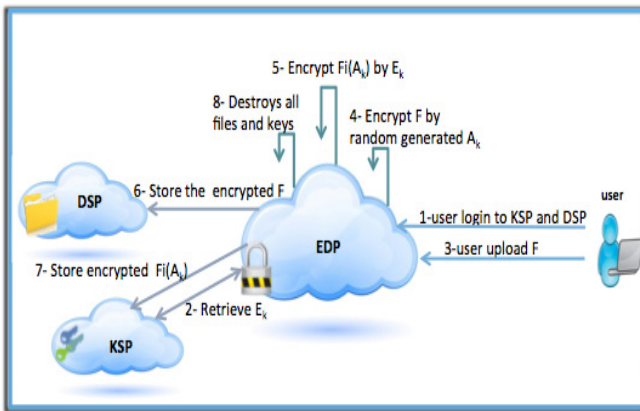 5- Encrypt Fi(Aₖ) by Eₖ
8- Destroys all
files and keys
4- Encrypt F by
random generated Aₖ
DSP
6- Store the encrypted F
user
1-user login to KSP and DSP
EDP
3-user upload F
7- Store encrypted Fi(Aₖ)
2- Retrieve Eₖ
KSP